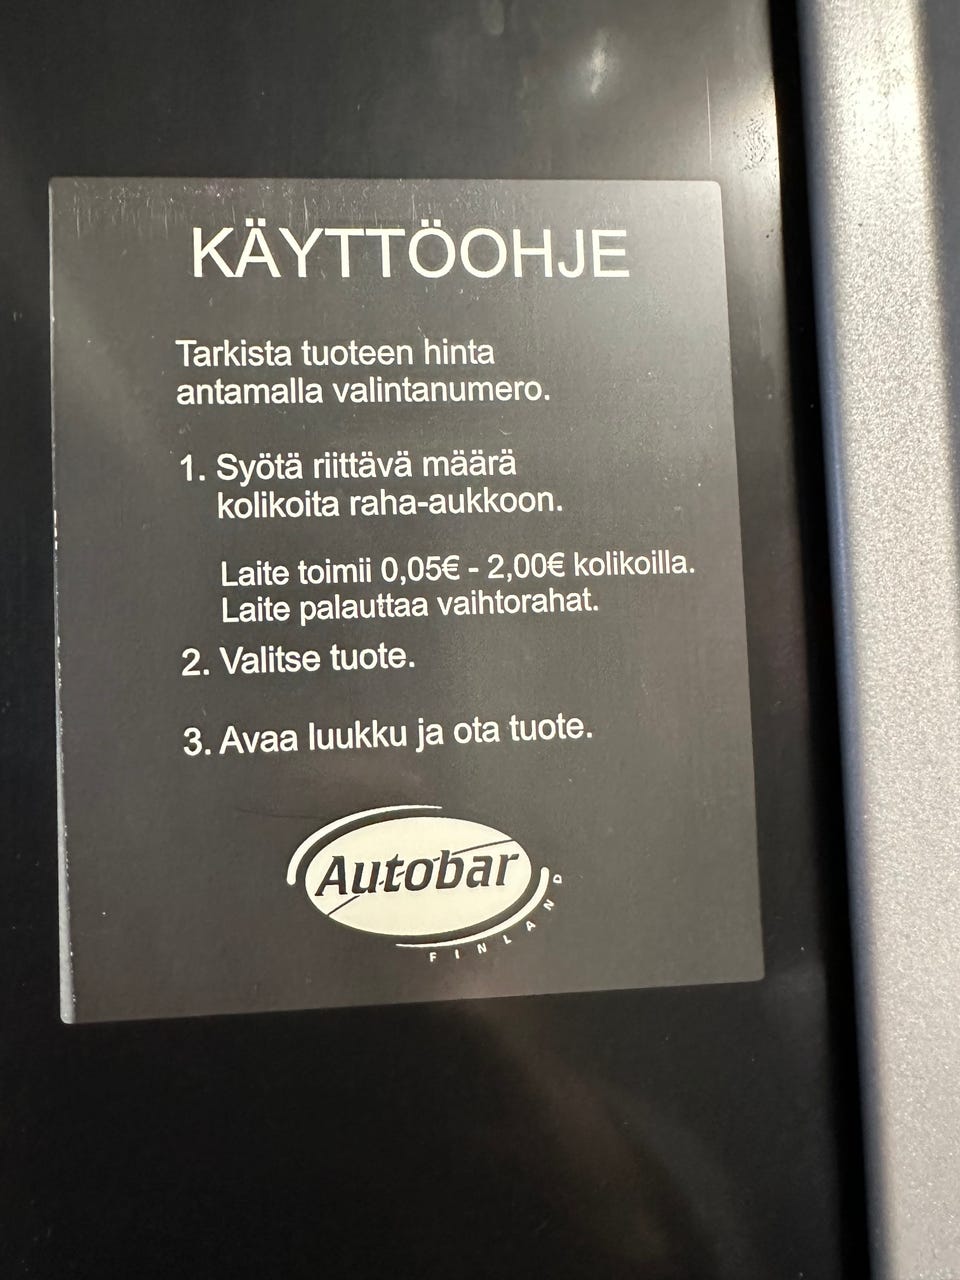 KÄYTTÖOHJE
Tarkista tuoteen hinta
antamalla valintanumero.
1. Syötä riittävä määrä
kolikoita raha-aukkoon.
Laite toimii 0,05€ - 2,00€ kolikoilla.
Laite palauttaa vaihtorahat.
2. Valitse tuote.
3. Avaa luukku ja ota tuote.
Autobar
FINLAND